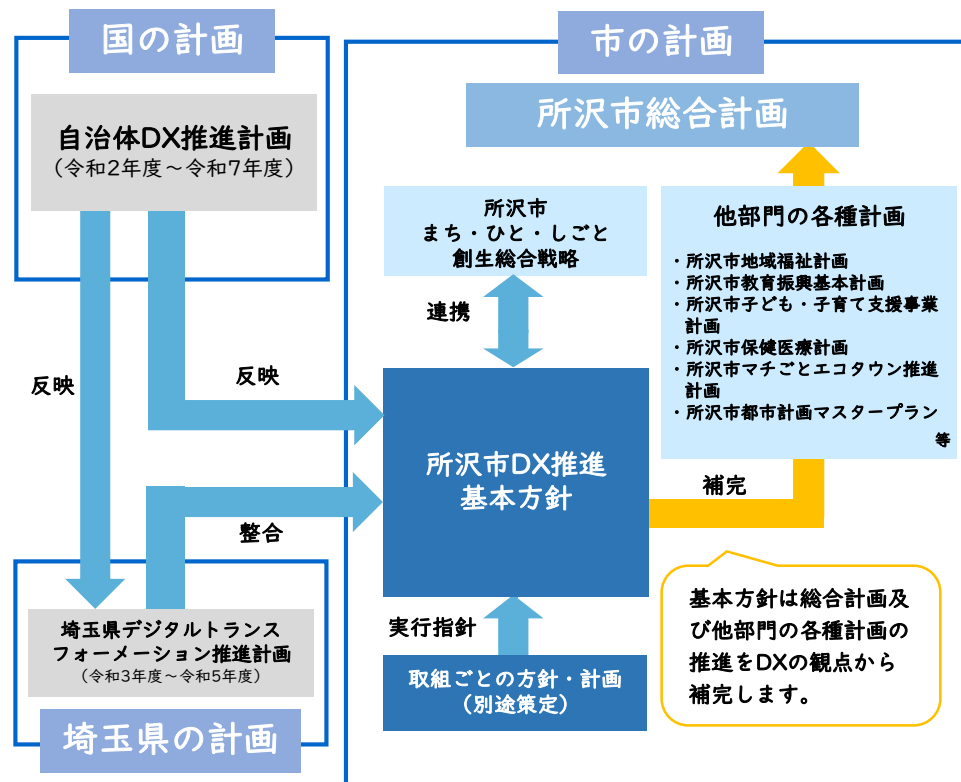 国の計画
自治体DX推進計画
（令和2年度～令和7年度）
反映
反映
整合
埼玉県デジタルトランス
フォーメーション推進計画
（令和3年度～令和5年度）
埼玉県の計画
市の計画
所沢市総合計画
所沢市
まち・ひと・しごと
創生総合戦略
連携
他部門の各種計画
・所沢市地域福祉計画
・所沢市教育振興基本計画
・所沢市子ども・子育て支援事業
計画
・所沢市保健医療計画
・所沢市マチごとエコタウン推進
計画
・所沢市都市計画マスタープラン
等
所沢市DX推進
基本方針
補完
実行指針
取組ごとの方針・計画
（別途策定）
基本方針は総合計画及
び他部門の各種計画の
推進をDXの観点から
補完します。